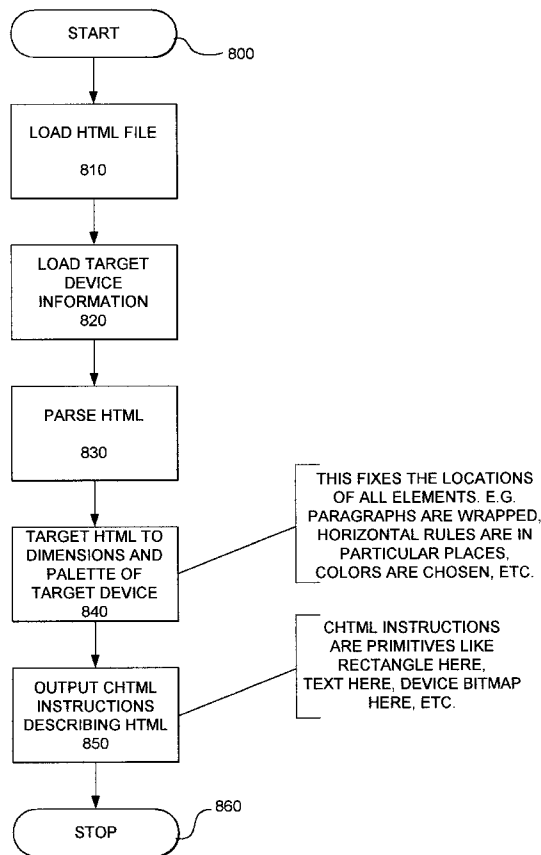 START
800
LOAD HTML FILE
810
LOAD TARGET
DEVICE
INFORMATION
820
PARSE HTML
830
TARGET HTML TO
DIMENSIONS AND
PALETTE OF
TARGET DEVICE
840
THIS FIXES THE LOCATIONS
OF ALL ELEMENTS. E.G.
PARAGRAPHS ARE WRAPPED,
HORIZONTAL RULES ARE IN
PARTICULAR PLACES,
COLORS ARE CHOSEN, ETC.
OUTPUT CHTML
INSTRUCTIONS
DESCRIBING HTML
850
CHTML INSTRUCTIONS
ARE PRIMITIVES LIKE
RECTANGLE HERE,
TEXT HERE, DEVICE BITMAP
HERE, ETC.
STOP
860